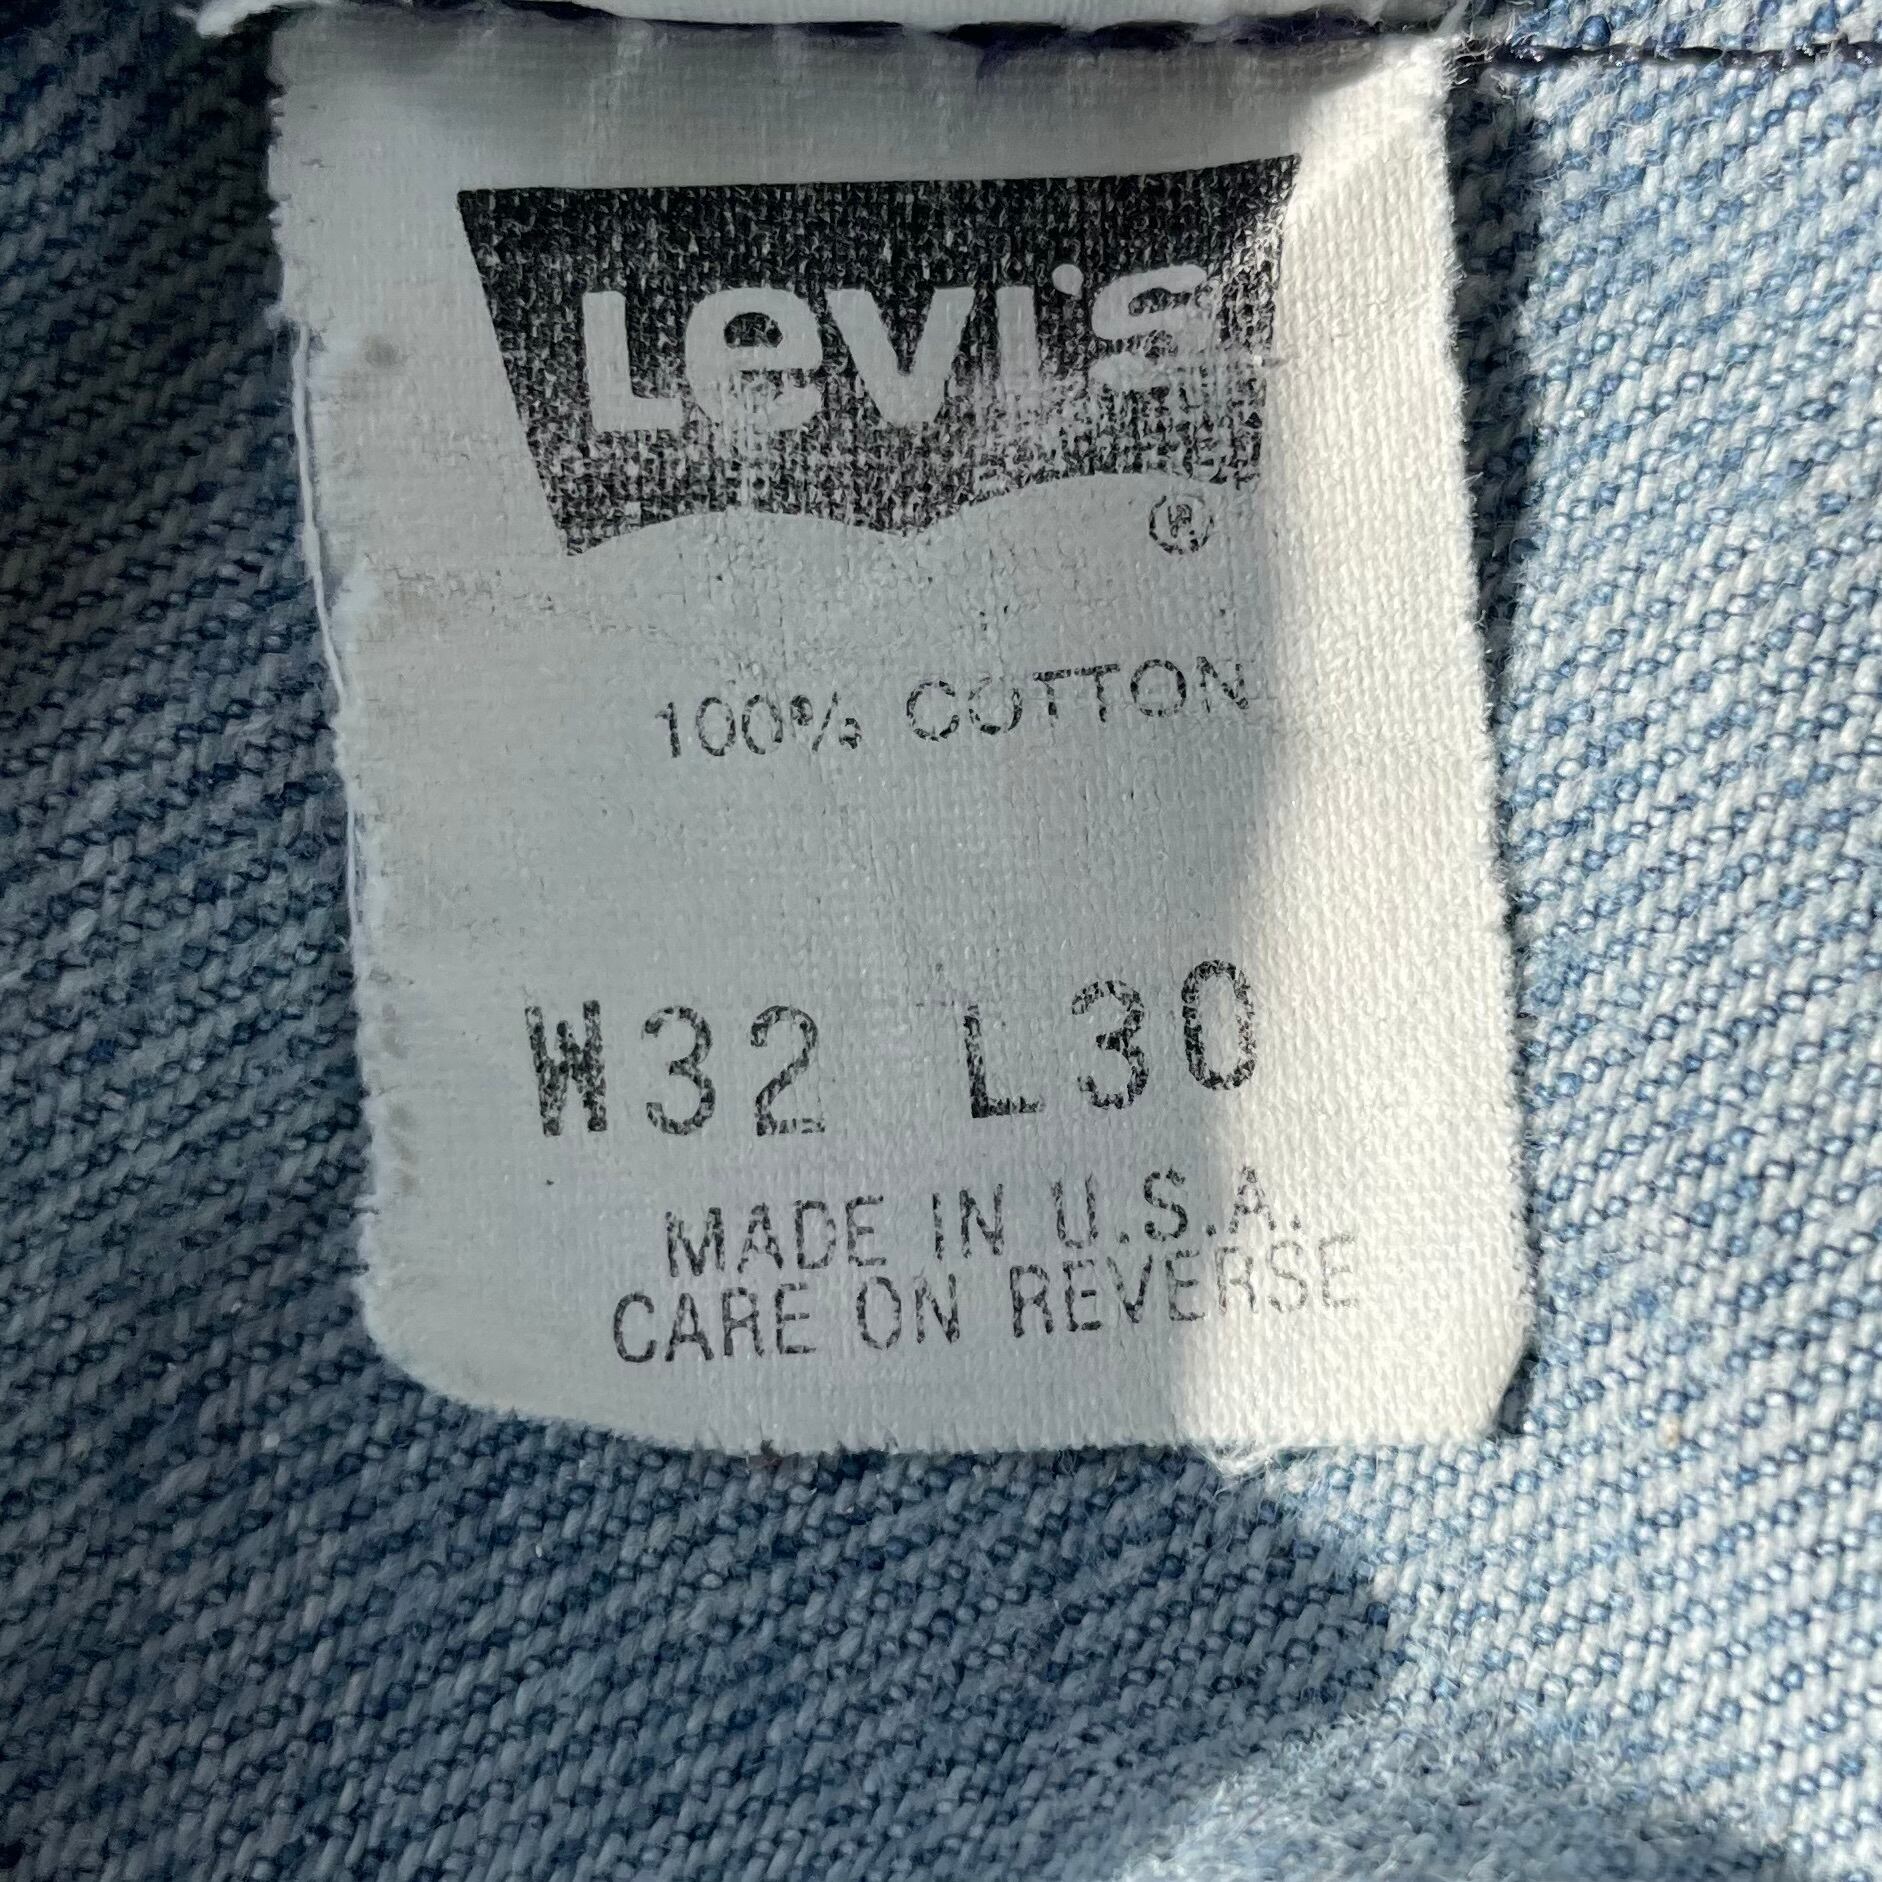 Levi's
®
100% COTTON
W32 L30
MADE IN U.S.A.
CARE ON REVERSE